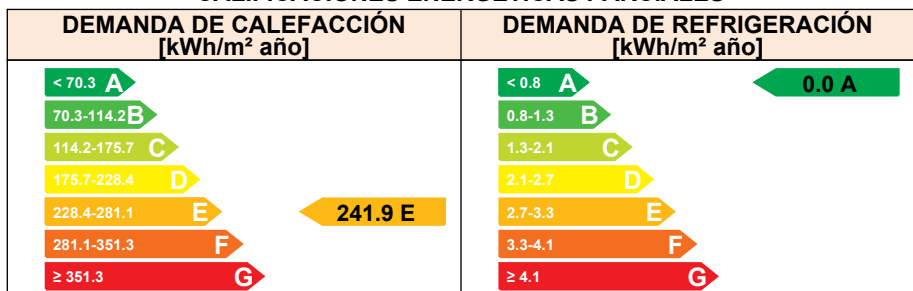 DEMANDA DE CALEFACCIÓN
[kWh/m² año]
< 70.3 A
70.3-114.2 B
114.2-175.7 C
175.7-228.4 D
228.4-281.1 E
241.9 E
281.1-351.3 F
≥ 351.3 G
DEMANDA DE REFRIGERACIÓN
[kWh/m² año]
< 0.8 A
0.0 A
0.8-1.3 B
1.3-2.1 C
2.1-2.7 D
2.7-3.3 E
3.3-4.1 F
≥ 4.1 G